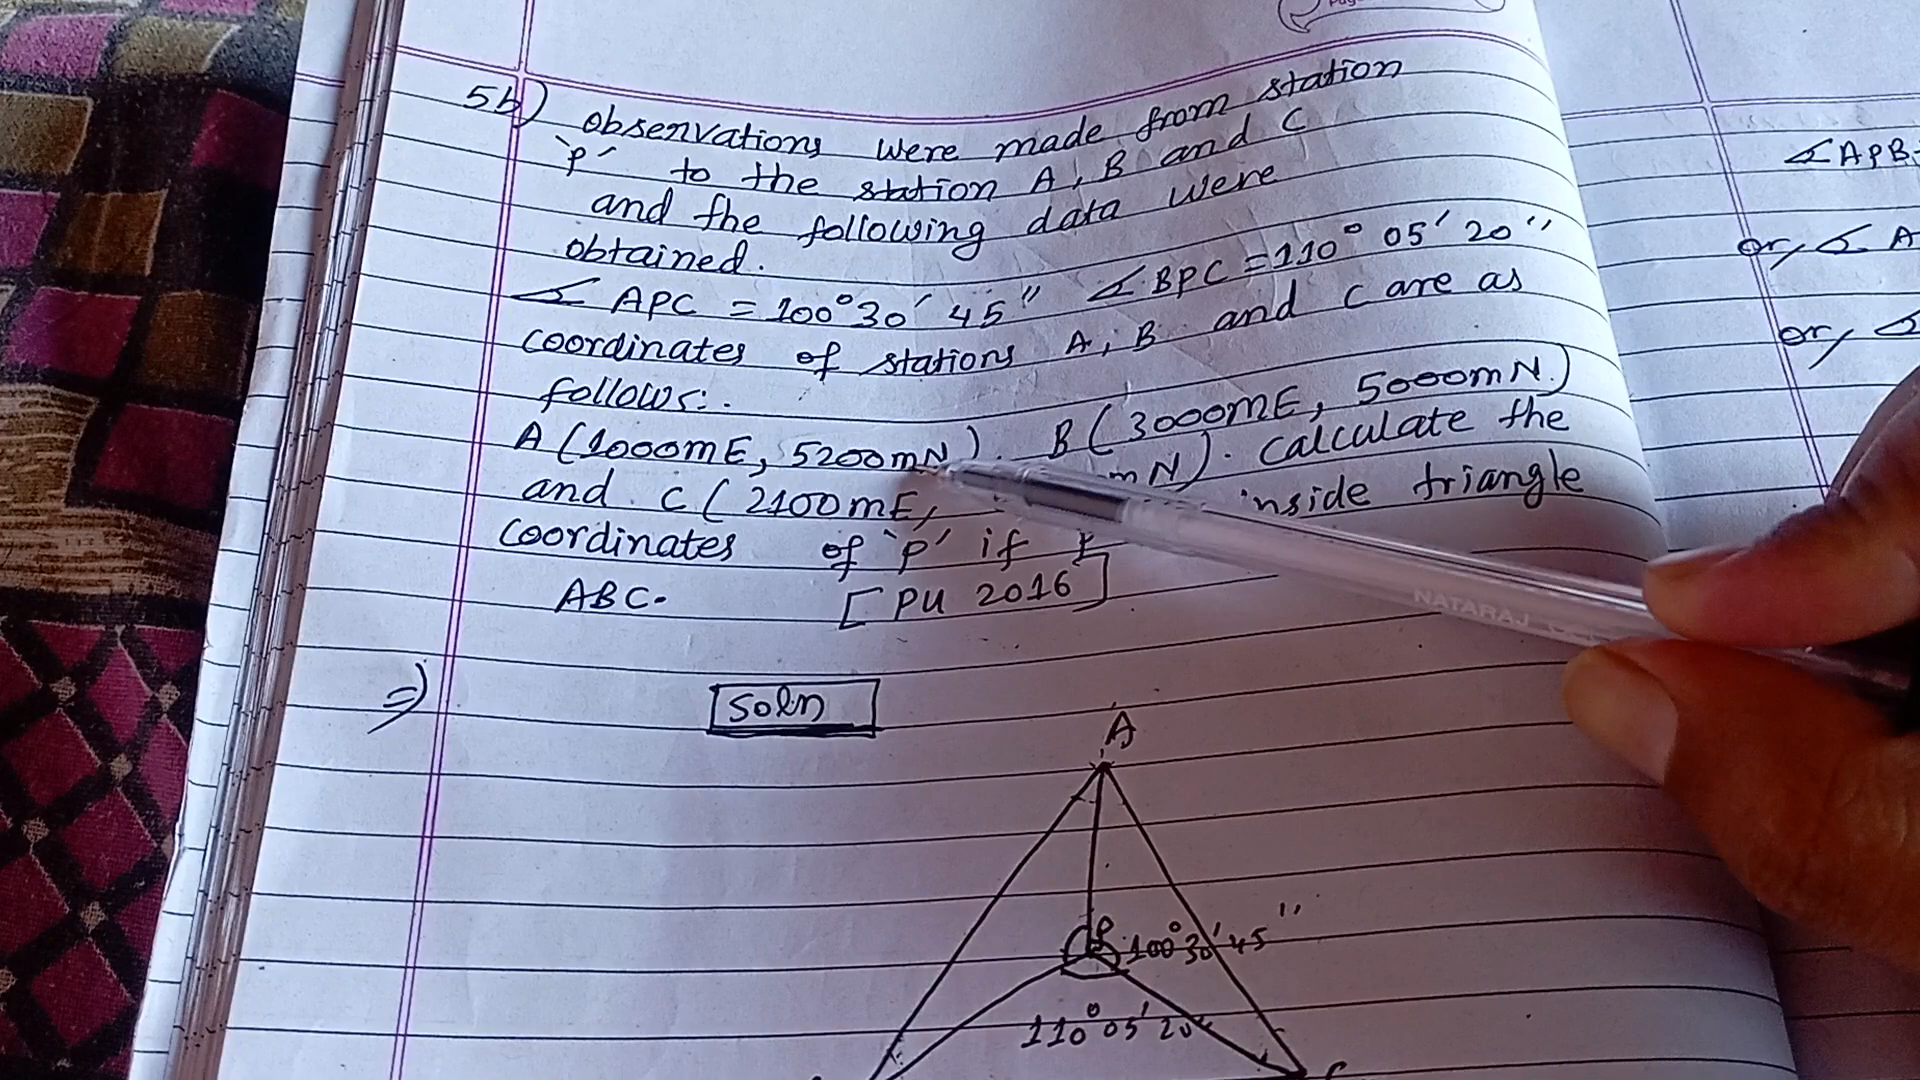 5b) observations were made from station
'p' to the station A, B and C
and the following data were
obtained.
∡ APC = 100°30' 45" ∡ BPC = 110° 05' 20"
coordinates of stations A, B and C are as
follows:.
A (1000mE, 5200mN). B (3000mE, 5000mN.)
and C (2100mE, mN). calculate the
coordinates of 'p' if inside triangle
ABC. [PU 2016]
⇒) Soln
A
P 100°30'45"
110°05'20"
C
∡APB
or, ∡ A
or, ∡
NATARAJ